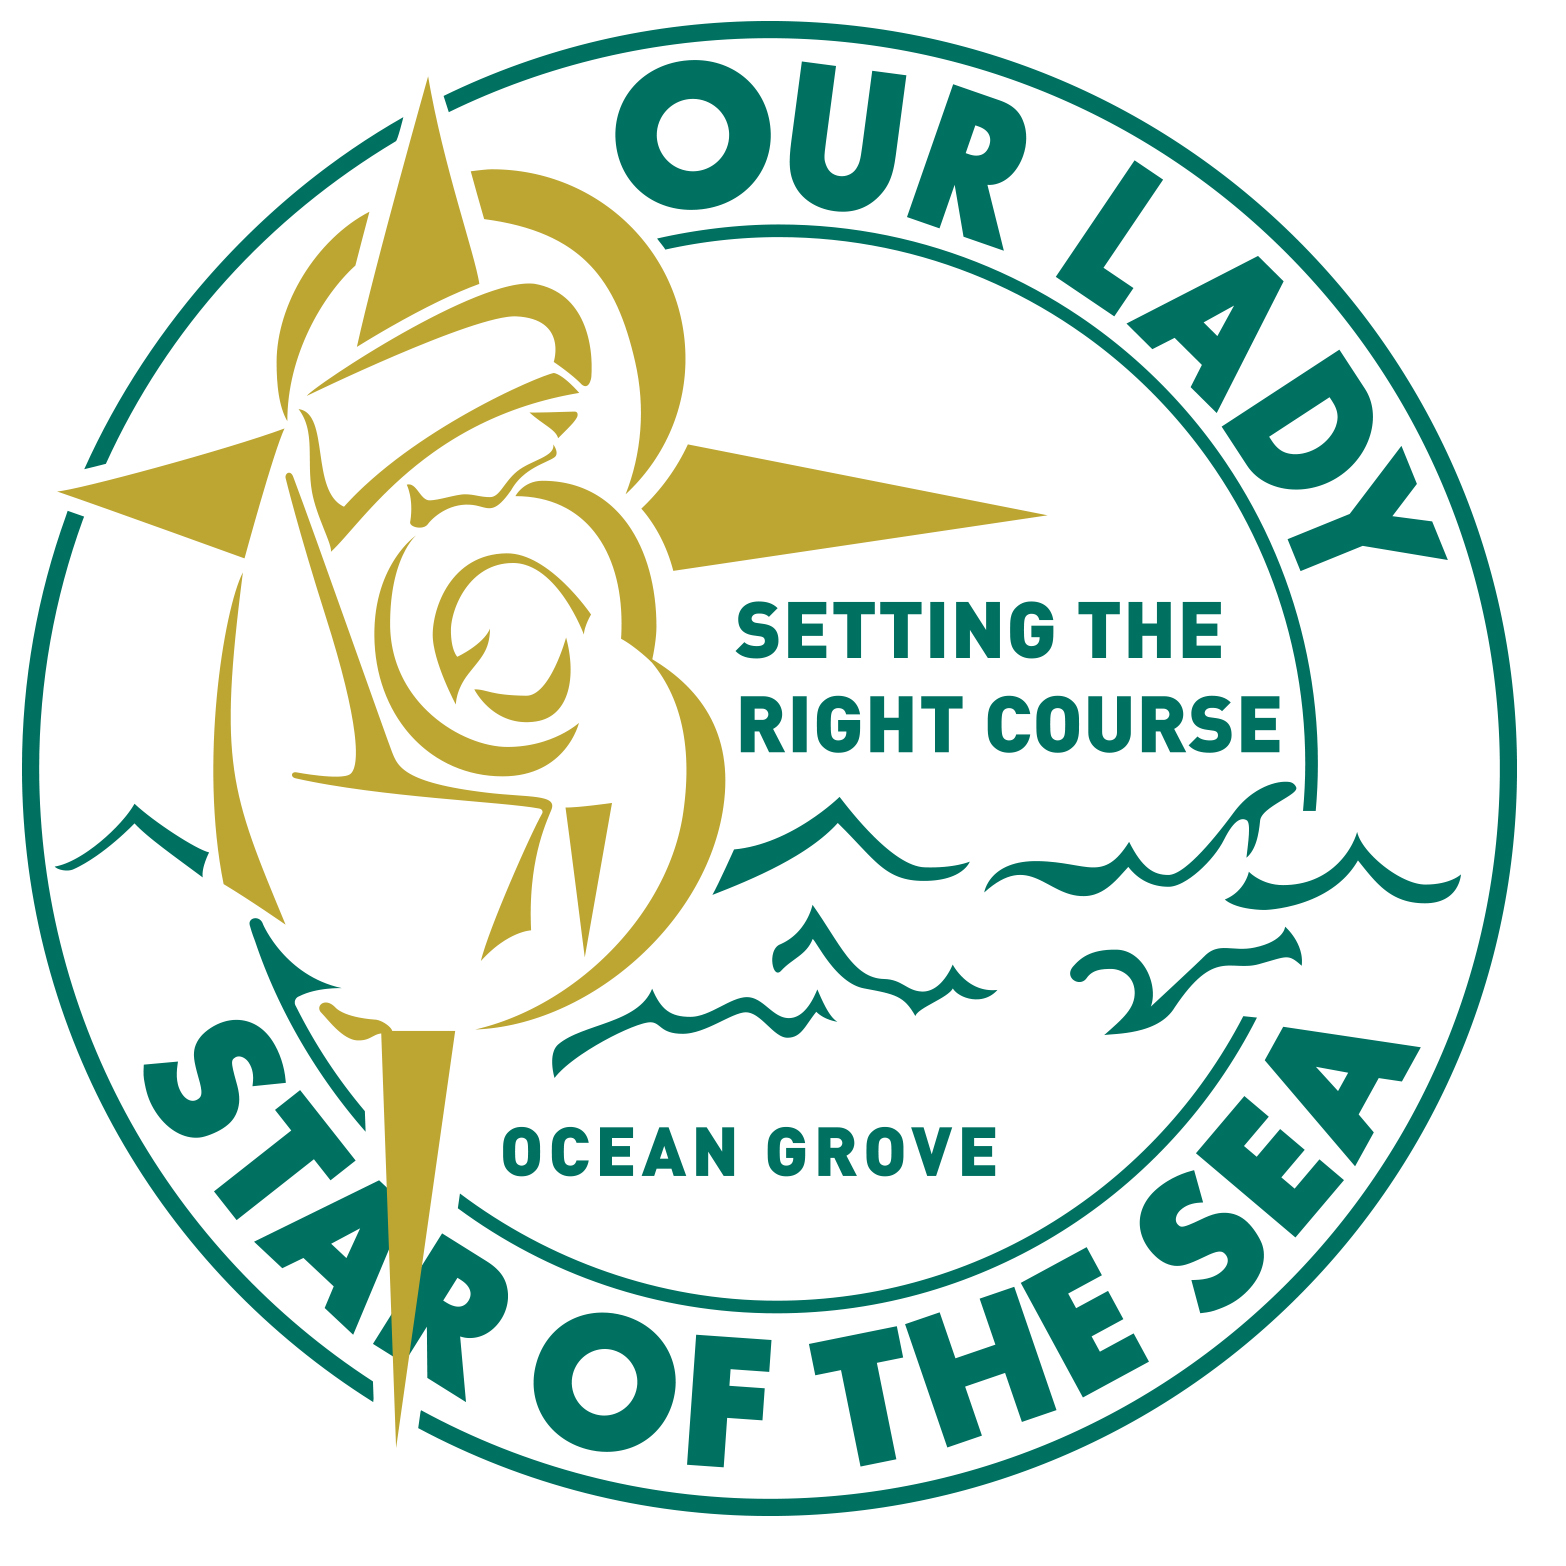 OUR LADY
SETTING THE
RIGHT COURSE
OCEAN GROVE
STAR OF THE SEA